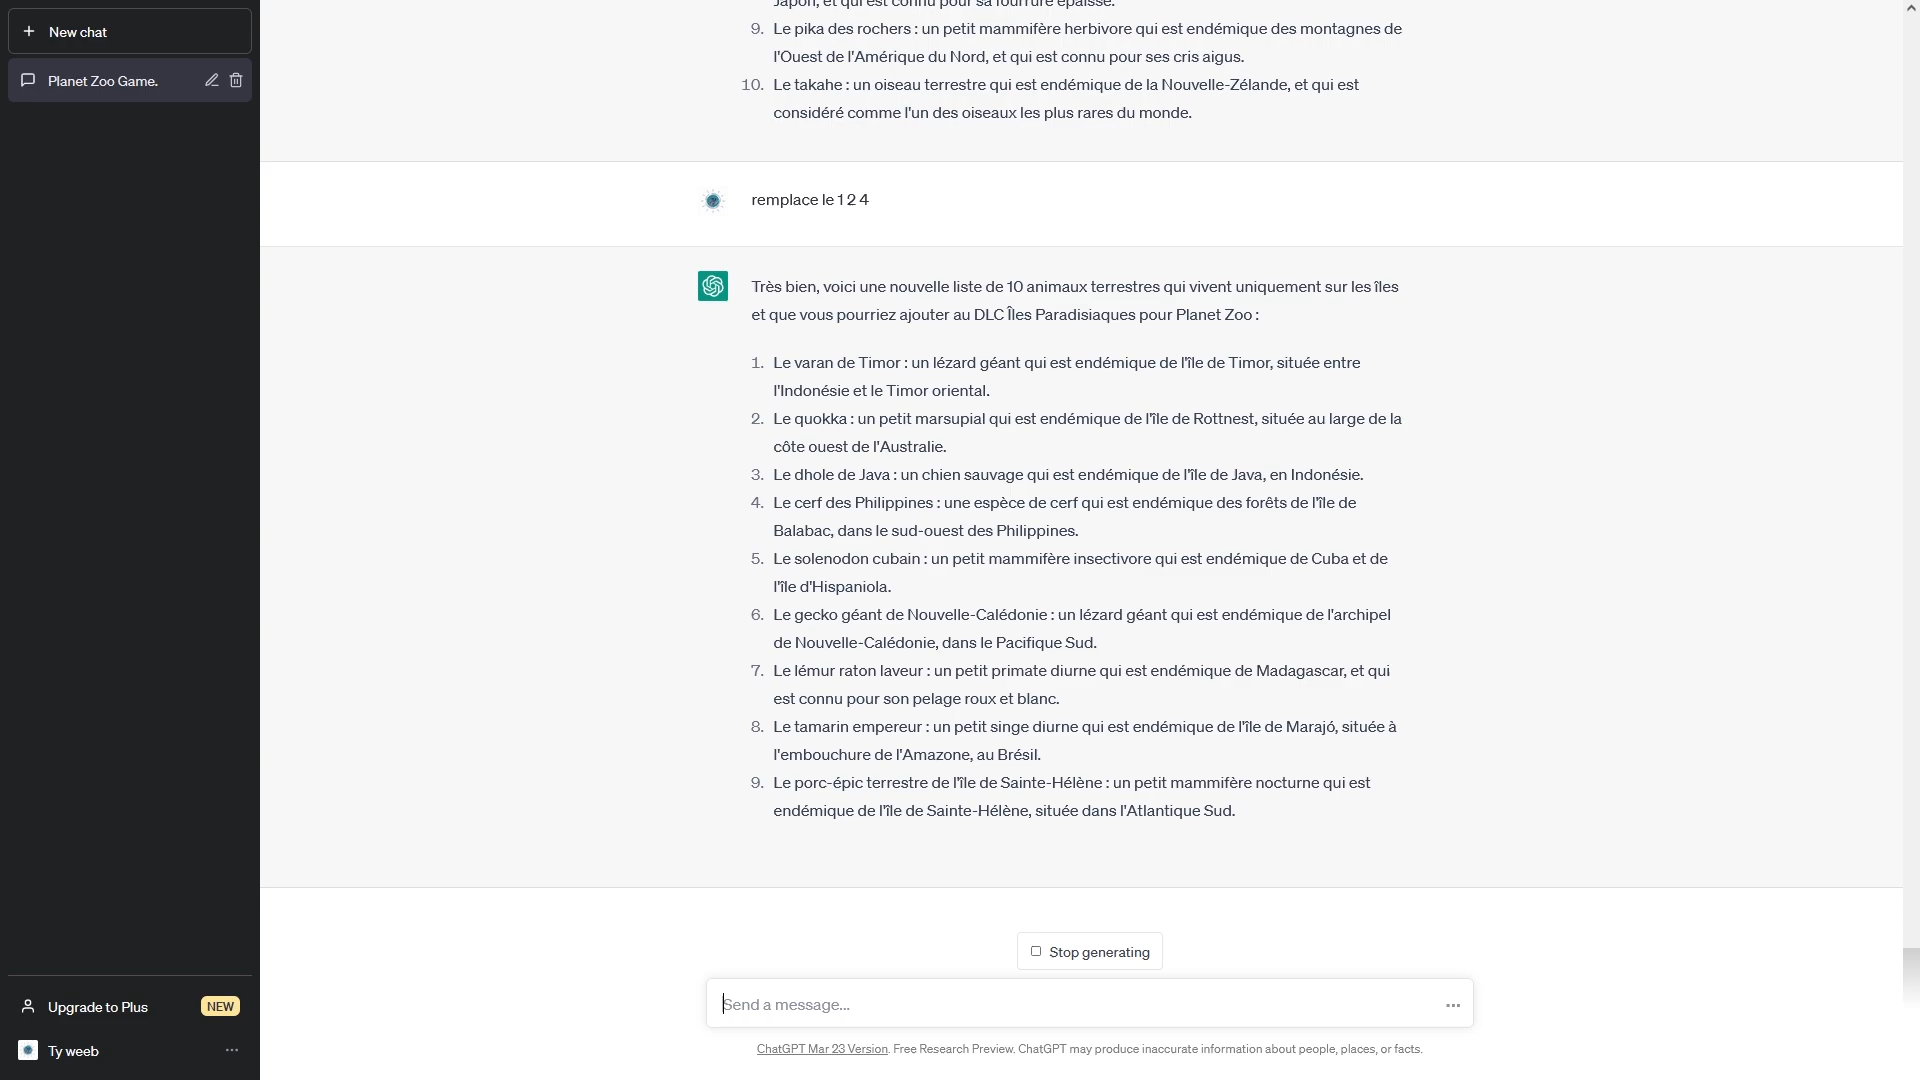 New chat
Planet Zoo Game.
Japon, et qui est connu pour sa fourrure épaisse.
9. Le pika des rochers : un petit mammifère herbivore qui est endémique des montagnes de
l'Ouest de l'Amérique du Nord, et qui est connu pour ses cris aigus.
10. Le takahe : un oiseau terrestre qui est endémique de la Nouvelle-Zélande, et qui est
considéré comme l'un des oiseaux les plus rares du monde.
remplace le 1 2 4
Très bien, voici une nouvelle liste de 10 animaux terrestres qui vivent uniquement sur les îles
et que vous pourriez ajouter au DLC Îles Paradisiaques pour Planet Zoo :
1. Le varan de Timor : un lézard géant qui est endémique de l'île de Timor, située entre
l'Indonésie et le Timor oriental.
2. Le quokka : un petit marsupial qui est endémique de l'île de Rottnest, située au large de la
côte ouest de l'Australie.
3. Le dhole de Java : un chien sauvage qui est endémique de l'île de Java, en Indonésie.
4. Le cerf des Philippines : une espèce de cerf qui est endémique des forêts de l'île de
Balabac, dans le sud-ouest des Philippines.
5. Le solenodon cubain : un petit mammifère insectivore qui est endémique de Cuba et de
l'île d'Hispaniola.
6. Le gecko géant de Nouvelle-Calédonie : un lézard géant qui est endémique de l'archipel
de Nouvelle-Calédonie, dans le Pacifique Sud.
7. Le lémur raton laveur : un petit primate diurne qui est endémique de Madagascar, et qui
est connu pour son pelage roux et blanc.
8. Le tamarin empereur : un petit singe diurne qui est endémique de l'île de Marajó, située à
l'embouchure de l'Amazone, au Brésil.
9. Le porc-épic terrestre de l'île de Sainte-Hélène : un petit mammifère nocturne qui est
endémique de l'île de Sainte-Hélène, située dans l'Atlantique Sud.
Stop generating
Send a message...
ChatGPT Mar 23 Version. Free Research Preview. ChatGPT may produce inaccurate information about people, places, or facts.
Upgrade to Plus NEW
Ty weeb